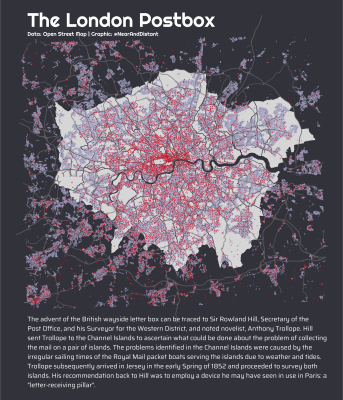 The London Postbox
Data: Open Street Map | Graphic: #NearAndDistant
The advent of the British wayside letter box can be traced to Sir Rowland Hill, Secretary of the
Post Office, and his Surveyor for the Western District, and noted novelist, Anthony Trollope. Hill
sent Trollope to the Channel Islands to ascertain what could be done about the problem of collecting
the mail on a pair of islands. The problems identified in the Channel Islands were caused by the
irregular sailing times of the Royal Mail packet boats serving the islands due to weather and tides.
Trollope subsequently arrived in Jersey in the early Spring of 1852 and proceeded to survey both
islands. His recommendation back to Hill was to employ a device he may have seen in use in Paris: a
"letter-receiving pillar".